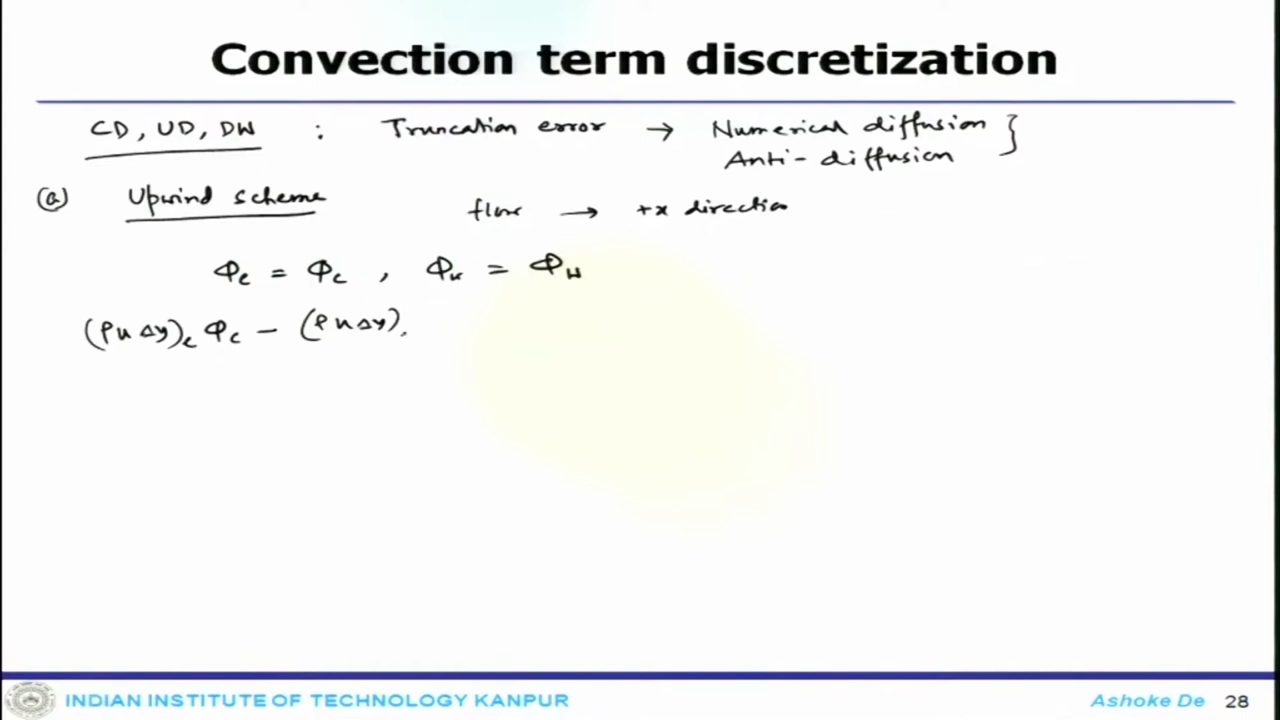 Convection term discretization
CD, UD, DW : Truncation error → Numerical diffusion
Anti-diffusion
(a) Upwind scheme flow → +x direction
Φe = Φc , Φw = ΦW
(ρuΔy)e Φc − (ρuΔy)
INDIAN INSTITUTE OF TECHNOLOGY KANPUR Ashoke De 28